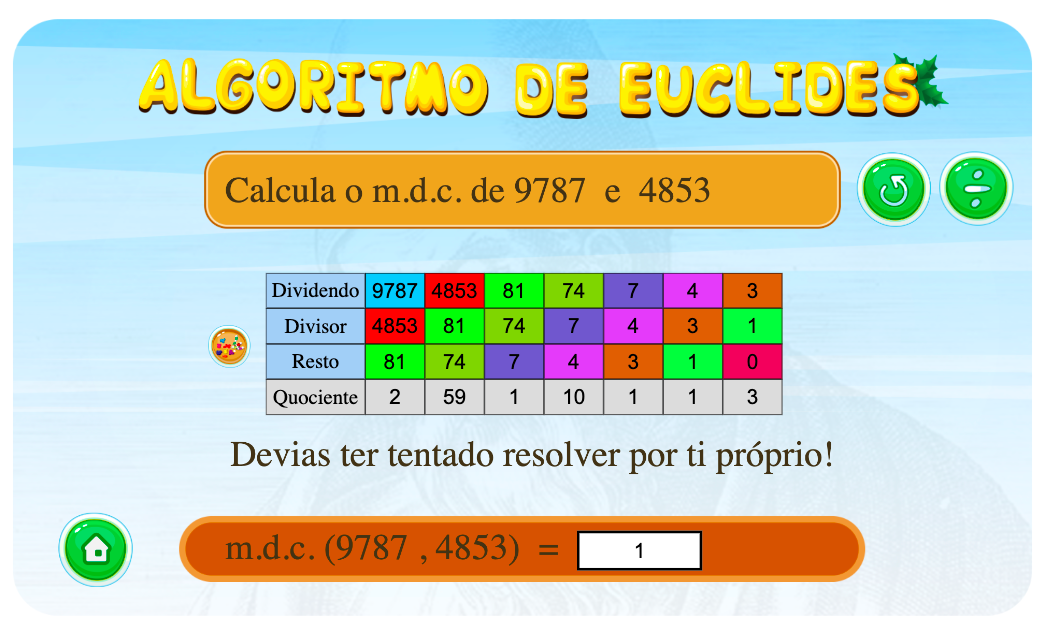 ALGORITMO DE EUCLIDES
Calcula o m.d.c. de 9787 e 4853
Dividendo 9787 4853 81 74 7 4 3
Divisor 4853 81 74 7 4 3 1
Resto 81 74 7 4 3 1 0
Quociente 2 59 1 10 1 1 3
Devias ter tentado resolver por ti próprio!
m.d.c. (9787 , 4853) = 1